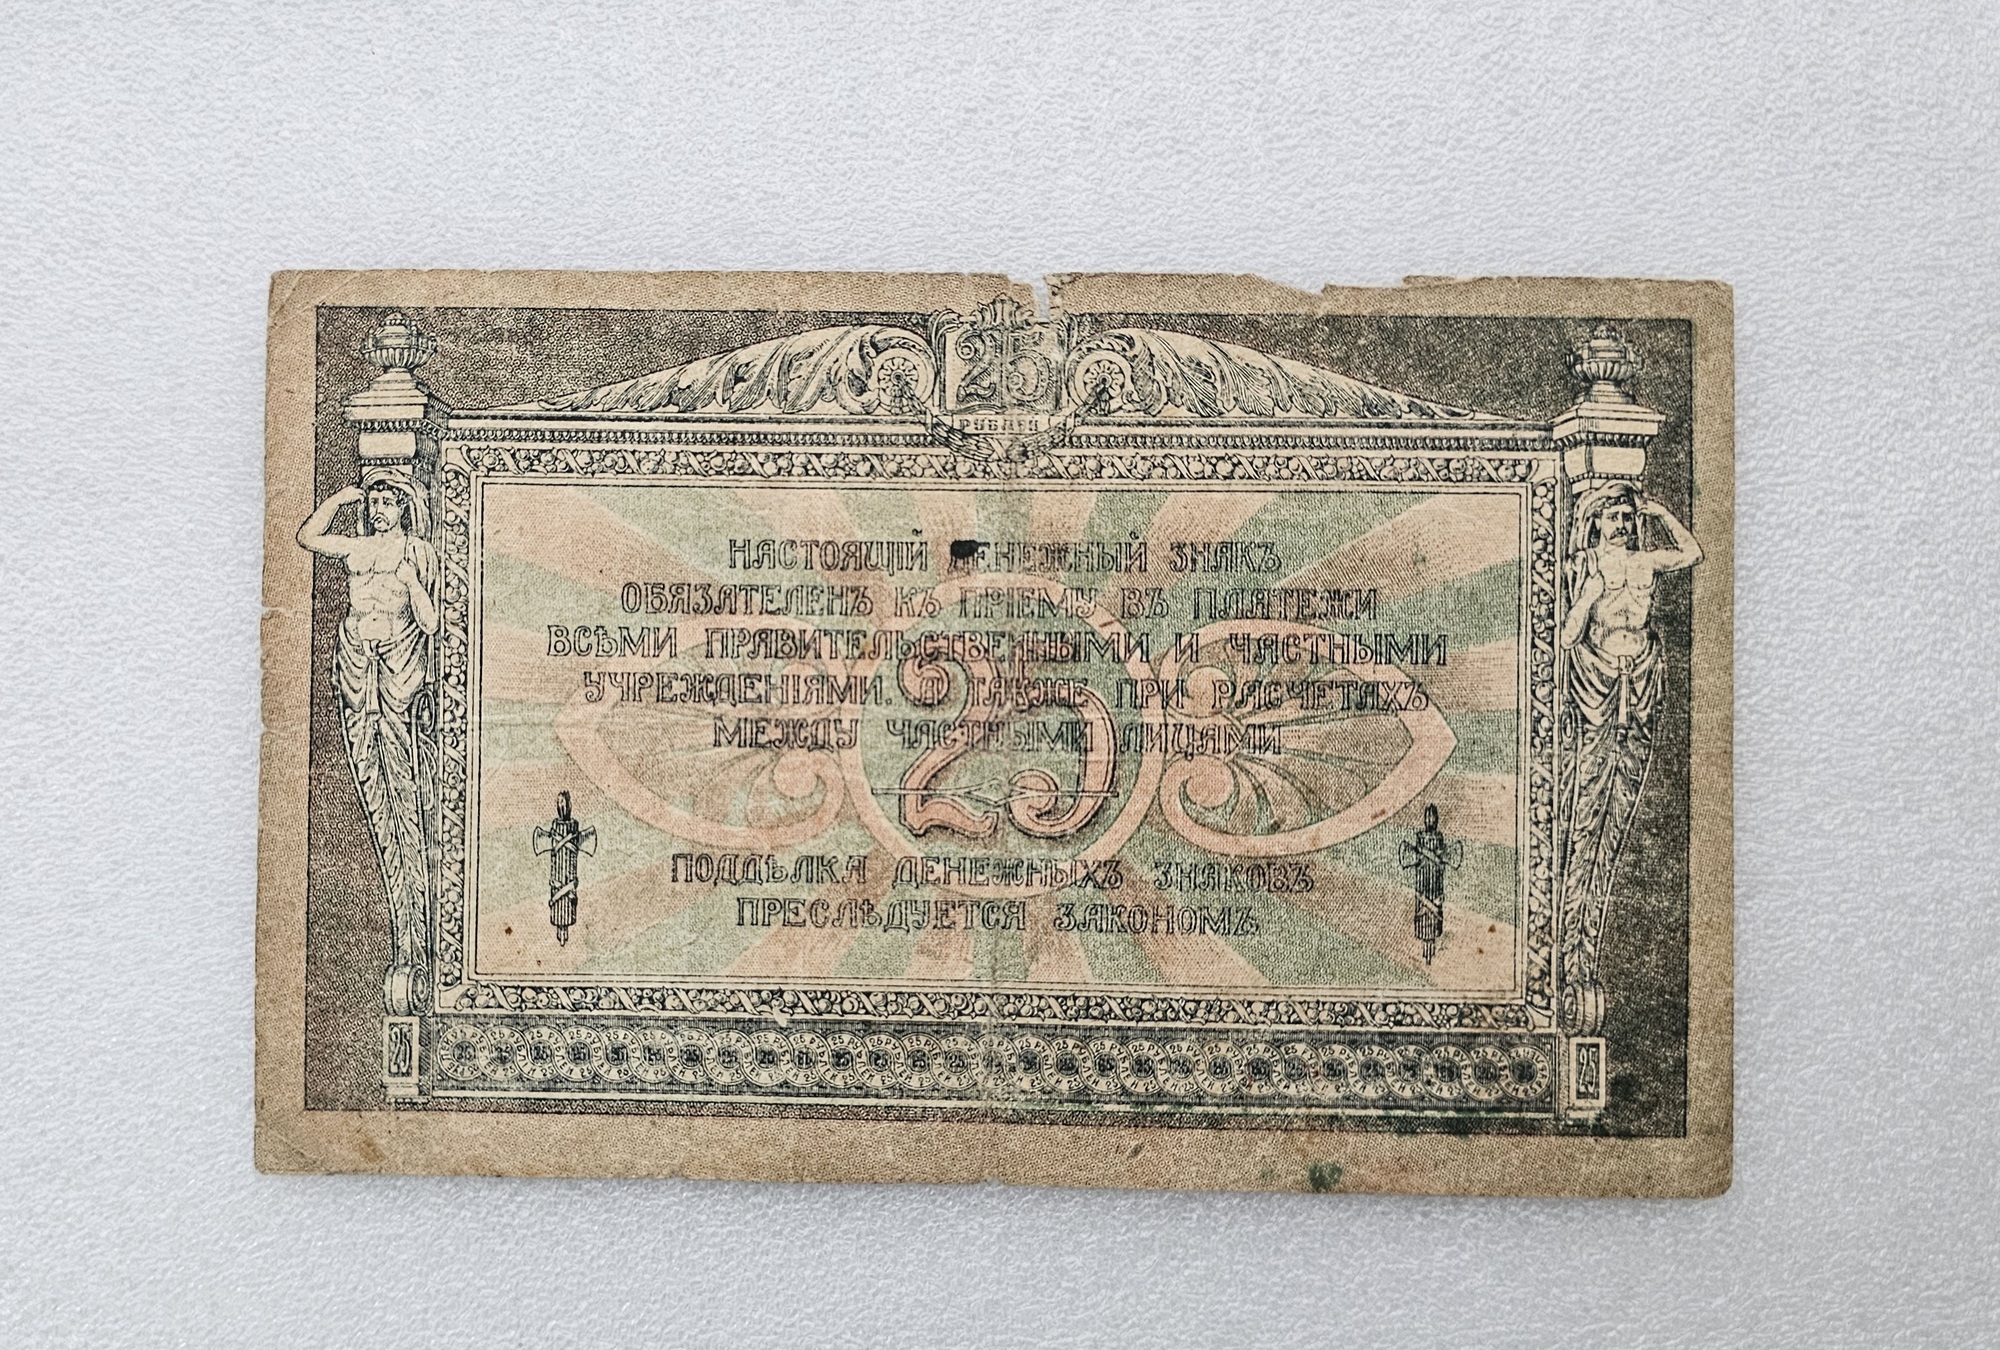 25
РУБЛЕЙ
НАСТОЯЩІЙ ДЕНЕЖНЫЙ ЗНАКЪ
ОБЯЗАТЕЛЕНЪ КЪ ПРІЕМУ ВЪ ПЛАТЕЖИ
ВСѢМИ ПРАВИТЕЛЬСТВЕННЫМИ И ЧАСТНЫМИ
УЧРЕЖДЕНІЯМИ. А ТАКЖЕ ПРИ РАСЧЕТАХЪ
МЕЖДУ ЧАСТНЫМИ ЛИЦАМИ
25
ПОДДѢЛКА ДЕНЕЖНЫХЪ ЗНАКОВЪ
ПРЕСЛѢДУЕТСЯ ЗАКОНОМЪ
25 25